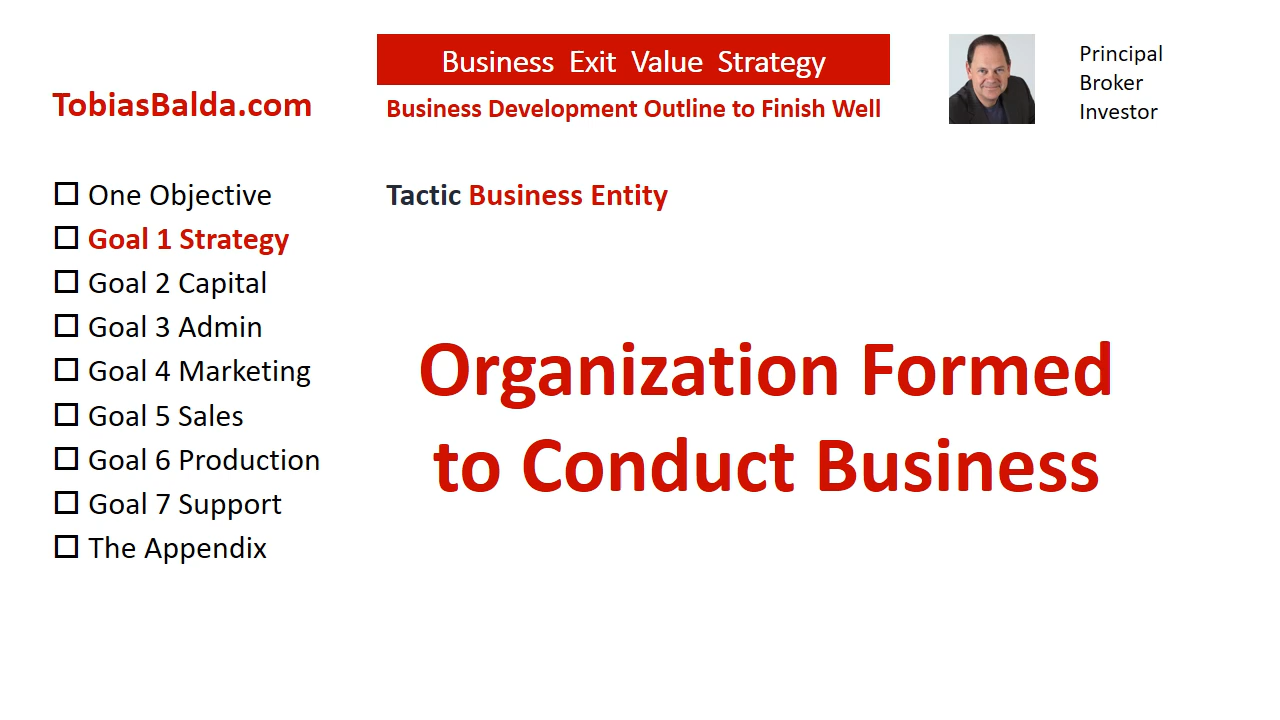 Business Exit Value Strategy
Principal
Broker
Investor
TobiasBalda.com
Business Development Outline to Finish Well
One Objective
Goal 1 Strategy
Goal 2 Capital
Goal 3 Admin
Goal 4 Marketing
Goal 5 Sales
Goal 6 Production
Goal 7 Support
The Appendix
Tactic Business Entity
Organization Formed
to Conduct Business